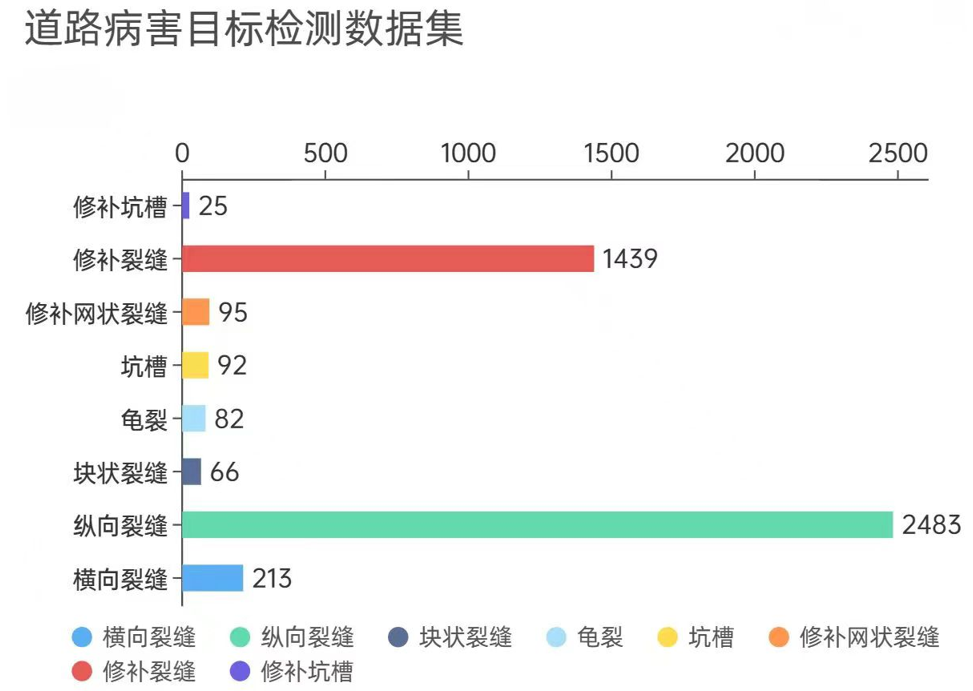 道路病害目标检测数据集
0 500 1000 1500 2000 2500
修补坑槽 25
修补裂缝 1439
修补网状裂缝 95
坑槽 92
龟裂 82
块状裂缝 66
纵向裂缝 2483
横向裂缝 213
横向裂缝 纵向裂缝 块状裂缝 龟裂 坑槽 修补网状裂缝
修补裂缝 修补坑槽